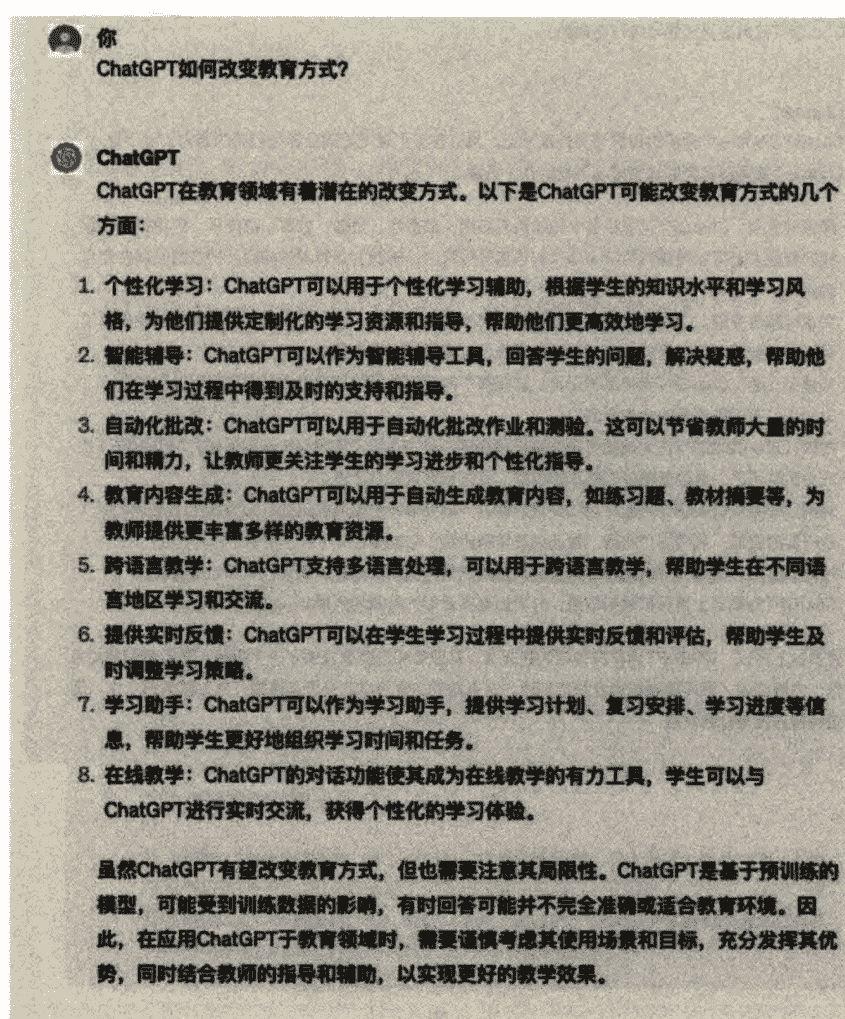 你
ChatGPT如何改变教育方式?
ChatGPT
ChatGPT在教育领域有着潜在的改变方式。以下是ChatGPT可能改变教育方式的几个
方面:
1. 个性化学习:ChatGPT可以用于个性化学习辅助,根据学生的知识水平和学习风
格,为他们提供定制化的学习资源和指导,帮助他们更高效地学习。
2. 智能辅导:ChatGPT可以作为智能辅导工具,回答学生的问题,解决疑惑,帮助他
们在学习过程中得到及时的支持和指导。
3. 自动化批改:ChatGPT可以用于自动化批改作业和测验。这可以节省教师大量的时
间和精力,让教师更关注学生的学习进步和个性化指导。
4. 教育内容生成:ChatGPT可以用于自动生成教育内容,如练习题、教材摘要等,为
教师提供更丰富多样的教育资源。
5. 跨语言教学:ChatGPT支持多语言处理,可以用于跨语言教学,帮助学生在不同语
言地区学习和交流。
6. 提供实时反馈:ChatGPT可以在学生学习过程中提供实时反馈和评估,帮助学生及
时调整学习策略。
7. 学习助手:ChatGPT可以作为学习助手,提供学习计划、复习安排、学习进度等信
息,帮助学生更好地组织学习时间和任务。
8. 在线教学:ChatGPT的对话功能使其成为在线教学的有力工具,学生可以与
ChatGPT进行实时交流,获得个性化的学习体验。
虽然ChatGPT有望改变教育方式,但也需要注意其局限性。ChatGPT是基于预训练的
模型,可能受到训练数据的影响,有时回答可能并不完全准确或适合教育环境。因
此,在应用ChatGPT于教育领域时,需要谨慎考虑其使用场景和目标,充分发挥其优
势,同时结合教师的指导和辅助,以实现更好的教学效果。